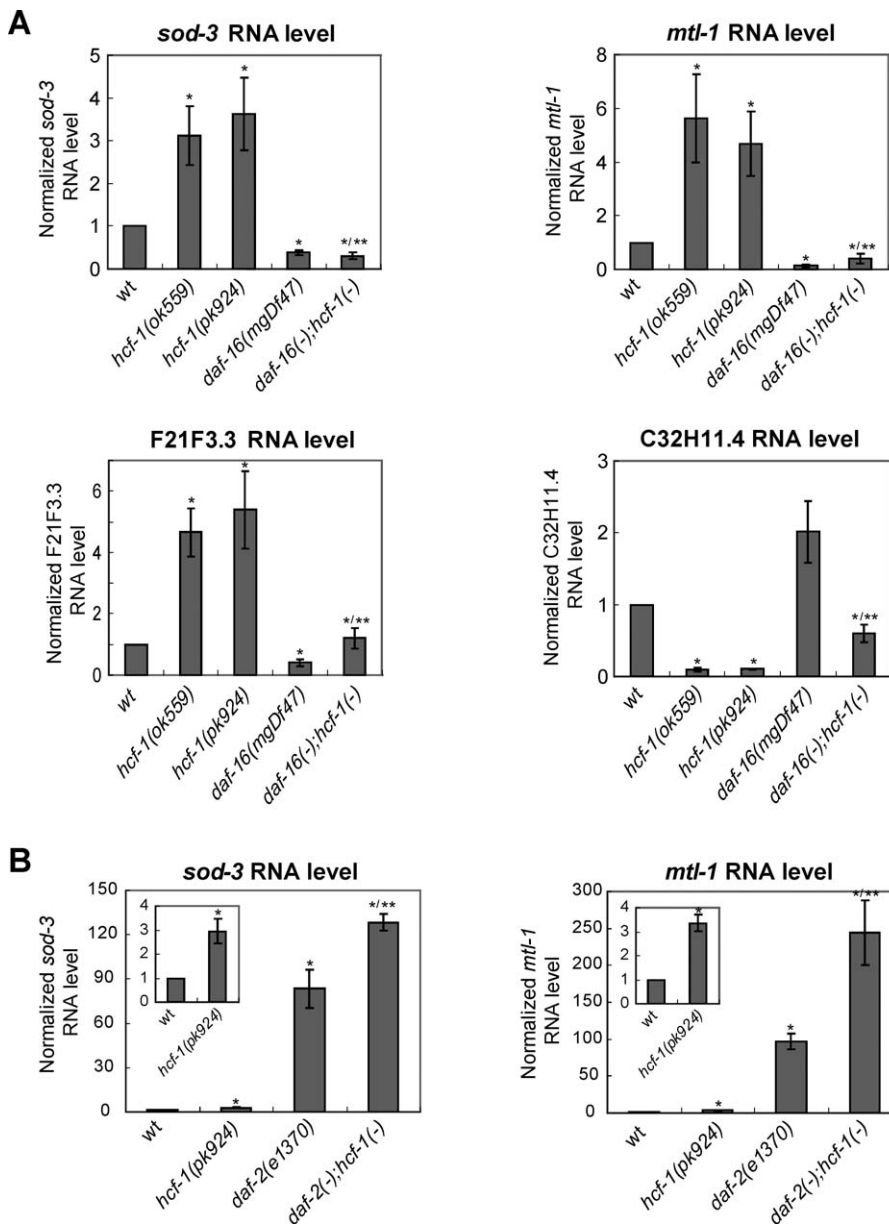 A
sod-3 RNA level
Normalized sod-3
RNA level
5
4
3
2
1
0
*
*
*
*/**
wt
hcf-1(ok559)
hcf-1(pk924)
daf-16(mgDf47)
daf-16(-);hcf-1(-)
mtl-1 RNA level
Normalized mtl-1
RNA level
8
6
4
2
0
*
*
*
*/**
wt
hcf-1(ok559)
hcf-1(pk924)
daf-16(mgDf47)
daf-16(-);hcf-1(-)
F21F3.3 RNA level
Normalized F21F3.3
RNA level
6
4
2
0
*
*
*
*/**
wt
hcf-1(ok559)
hcf-1(pk924)
daf-16(mgDf47)
daf-16(-);hcf-1(-)
C32H11.4 RNA level
Normalized C32H11.4
RNA level
3
2
1
0
*
*
*/**
wt
hcf-1(ok559)
hcf-1(pk924)
daf-16(mgDf47)
daf-16(-);hcf-1(-)
B
sod-3 RNA level
Normalized sod-3
RNA level
150
120
90
60
30
0
4
3
2
1
0
*
wt
hcf-1(pk924)
*
*
*/**
wt
hcf-1(pk924)
daf-2(e1370)
daf-2(-);hcf-1(-)
mtl-1 RNA level
Normalized mtl-1
RNA level
300
250
200
150
100
50
0
4
3
2
1
0
*
wt
hcf-1(pk924)
*
*
*/**
wt
hcf-1(pk924)
daf-2(e1370)
daf-2(-);hcf-1(-)